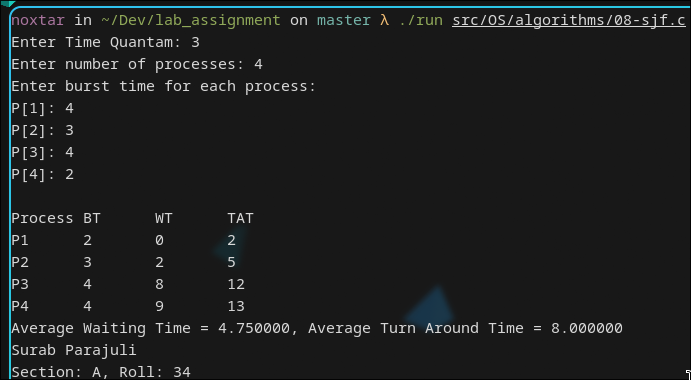 noxtar in ~/Dev/lab_assignment on master λ ./run src/OS/algorithms/08-sjf.c
Enter Time Quantam: 3
Enter number of processes: 4
Enter burst time for each process:
P[1]: 4
P[2]: 3
P[3]: 4
P[4]: 2
Process BT WT TAT
P1 2 0 2
P2 3 2 5
P3 4 8 12
P4 4 9 13
Average Waiting Time = 4.750000, Average Turn Around Time = 8.000000
Surab Parajuli
Section: A, Roll: 34